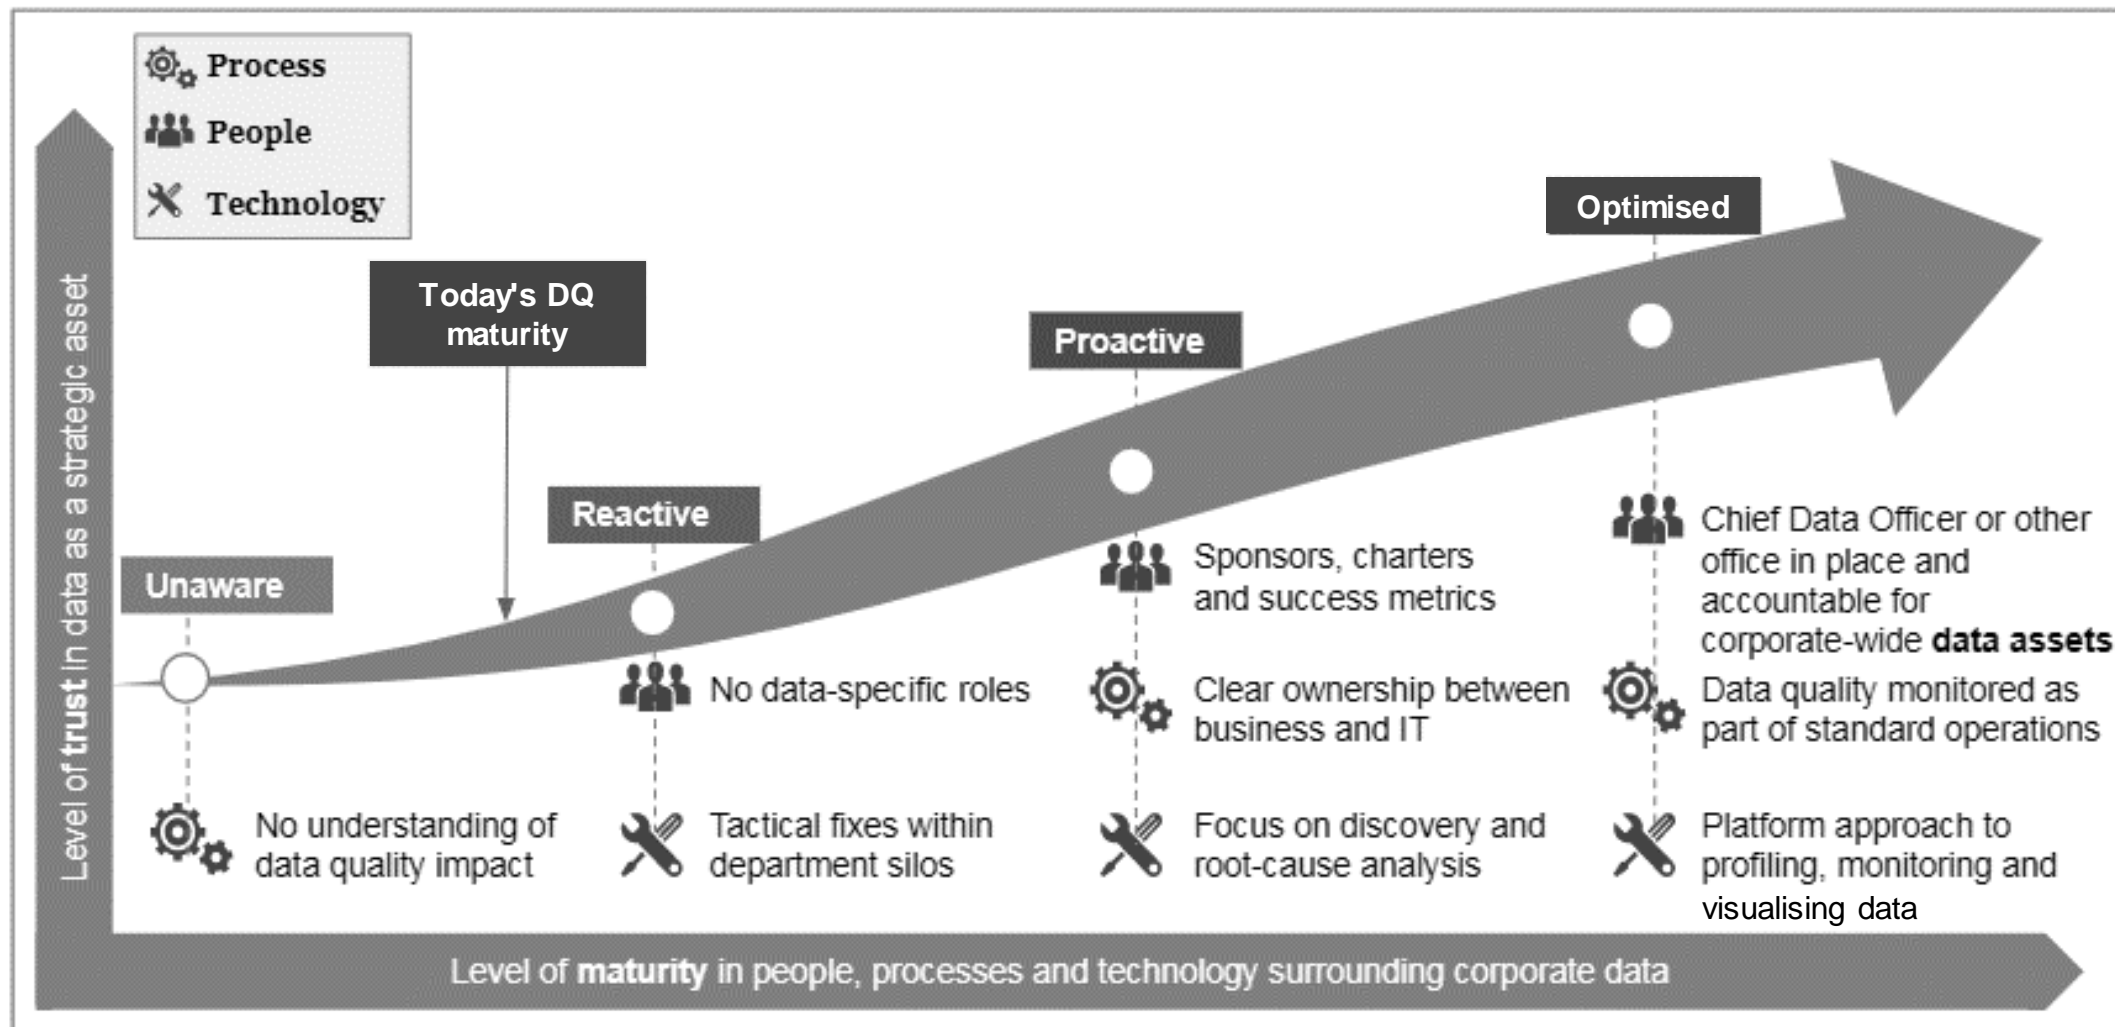 Process
People
Technology
Level of trust in data as a strategic asset
Today's DQ
maturity
Unaware
No understanding of
data quality impact
Reactive
No data-specific roles
Tactical fixes within
department silos
Proactive
Sponsors, charters
and success metrics
Clear ownership between
business and IT
Focus on discovery and
root-cause analysis
Optimised
Chief Data Officer or other
office in place and
accountable for
corporate-wide data assets
Data quality monitored as
part of standard operations
Platform approach to
profiling, monitoring and
visualising data
Level of maturity in people, processes and technology surrounding corporate data